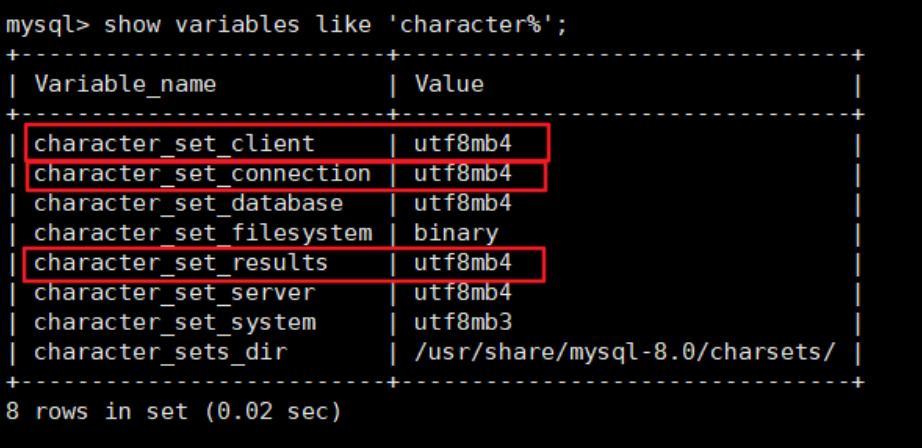 mysql> show variables like 'character%';
+--------------------------+--------------------------------+
| Variable_name            | Value                          |
+--------------------------+--------------------------------+
| character_set_client     | utf8mb4                        |
| character_set_connection | utf8mb4                        |
| character_set_database   | utf8mb4                        |
| character_set_filesystem | binary                         |
| character_set_results    | utf8mb4                        |
| character_set_server     | utf8mb4                        |
| character_set_system     | utf8mb3                        |
| character_sets_dir       | /usr/share/mysql-8.0/charsets/ |
+--------------------------+--------------------------------+
8 rows in set (0.02 sec)